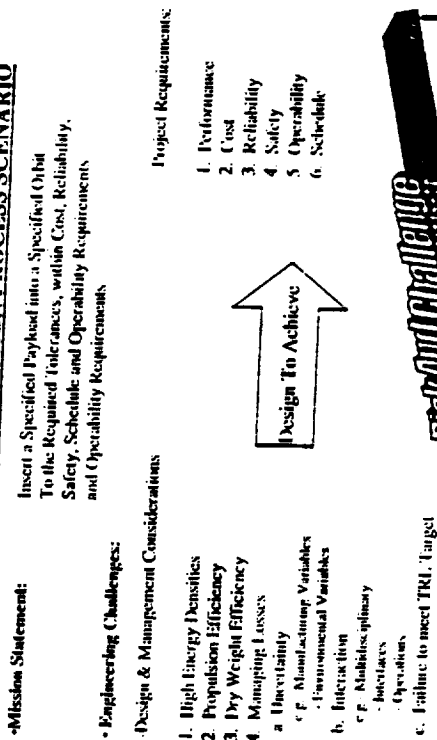 PROCESS SCENARIO
•Mission Statement:
Insert a Specified Payload into a Specified Orbit
To the Required Tolerances, within Cost, Reliability,
Safety, Schedule and Operability Requirements
and Operability Requirements
• Engineering Challenges:
-Design & Management Considerations
1. High Energy Densities
2. Propulsion Efficiency
3. Dry Weight Efficiency
4. Managing Losses
a. Uncertainty
e.g. Manufacturing Variables
- Environmental Variables
b. Interaction
e.g. Multidisciplinary
- Interfaces
- Operations
c. Failure to meet TRL Target
Design To Achieve
Project Requirements:
1. Performance
2. Cost
3. Reliability
4. Safety
5 Operability
6. Schedule
Challenge